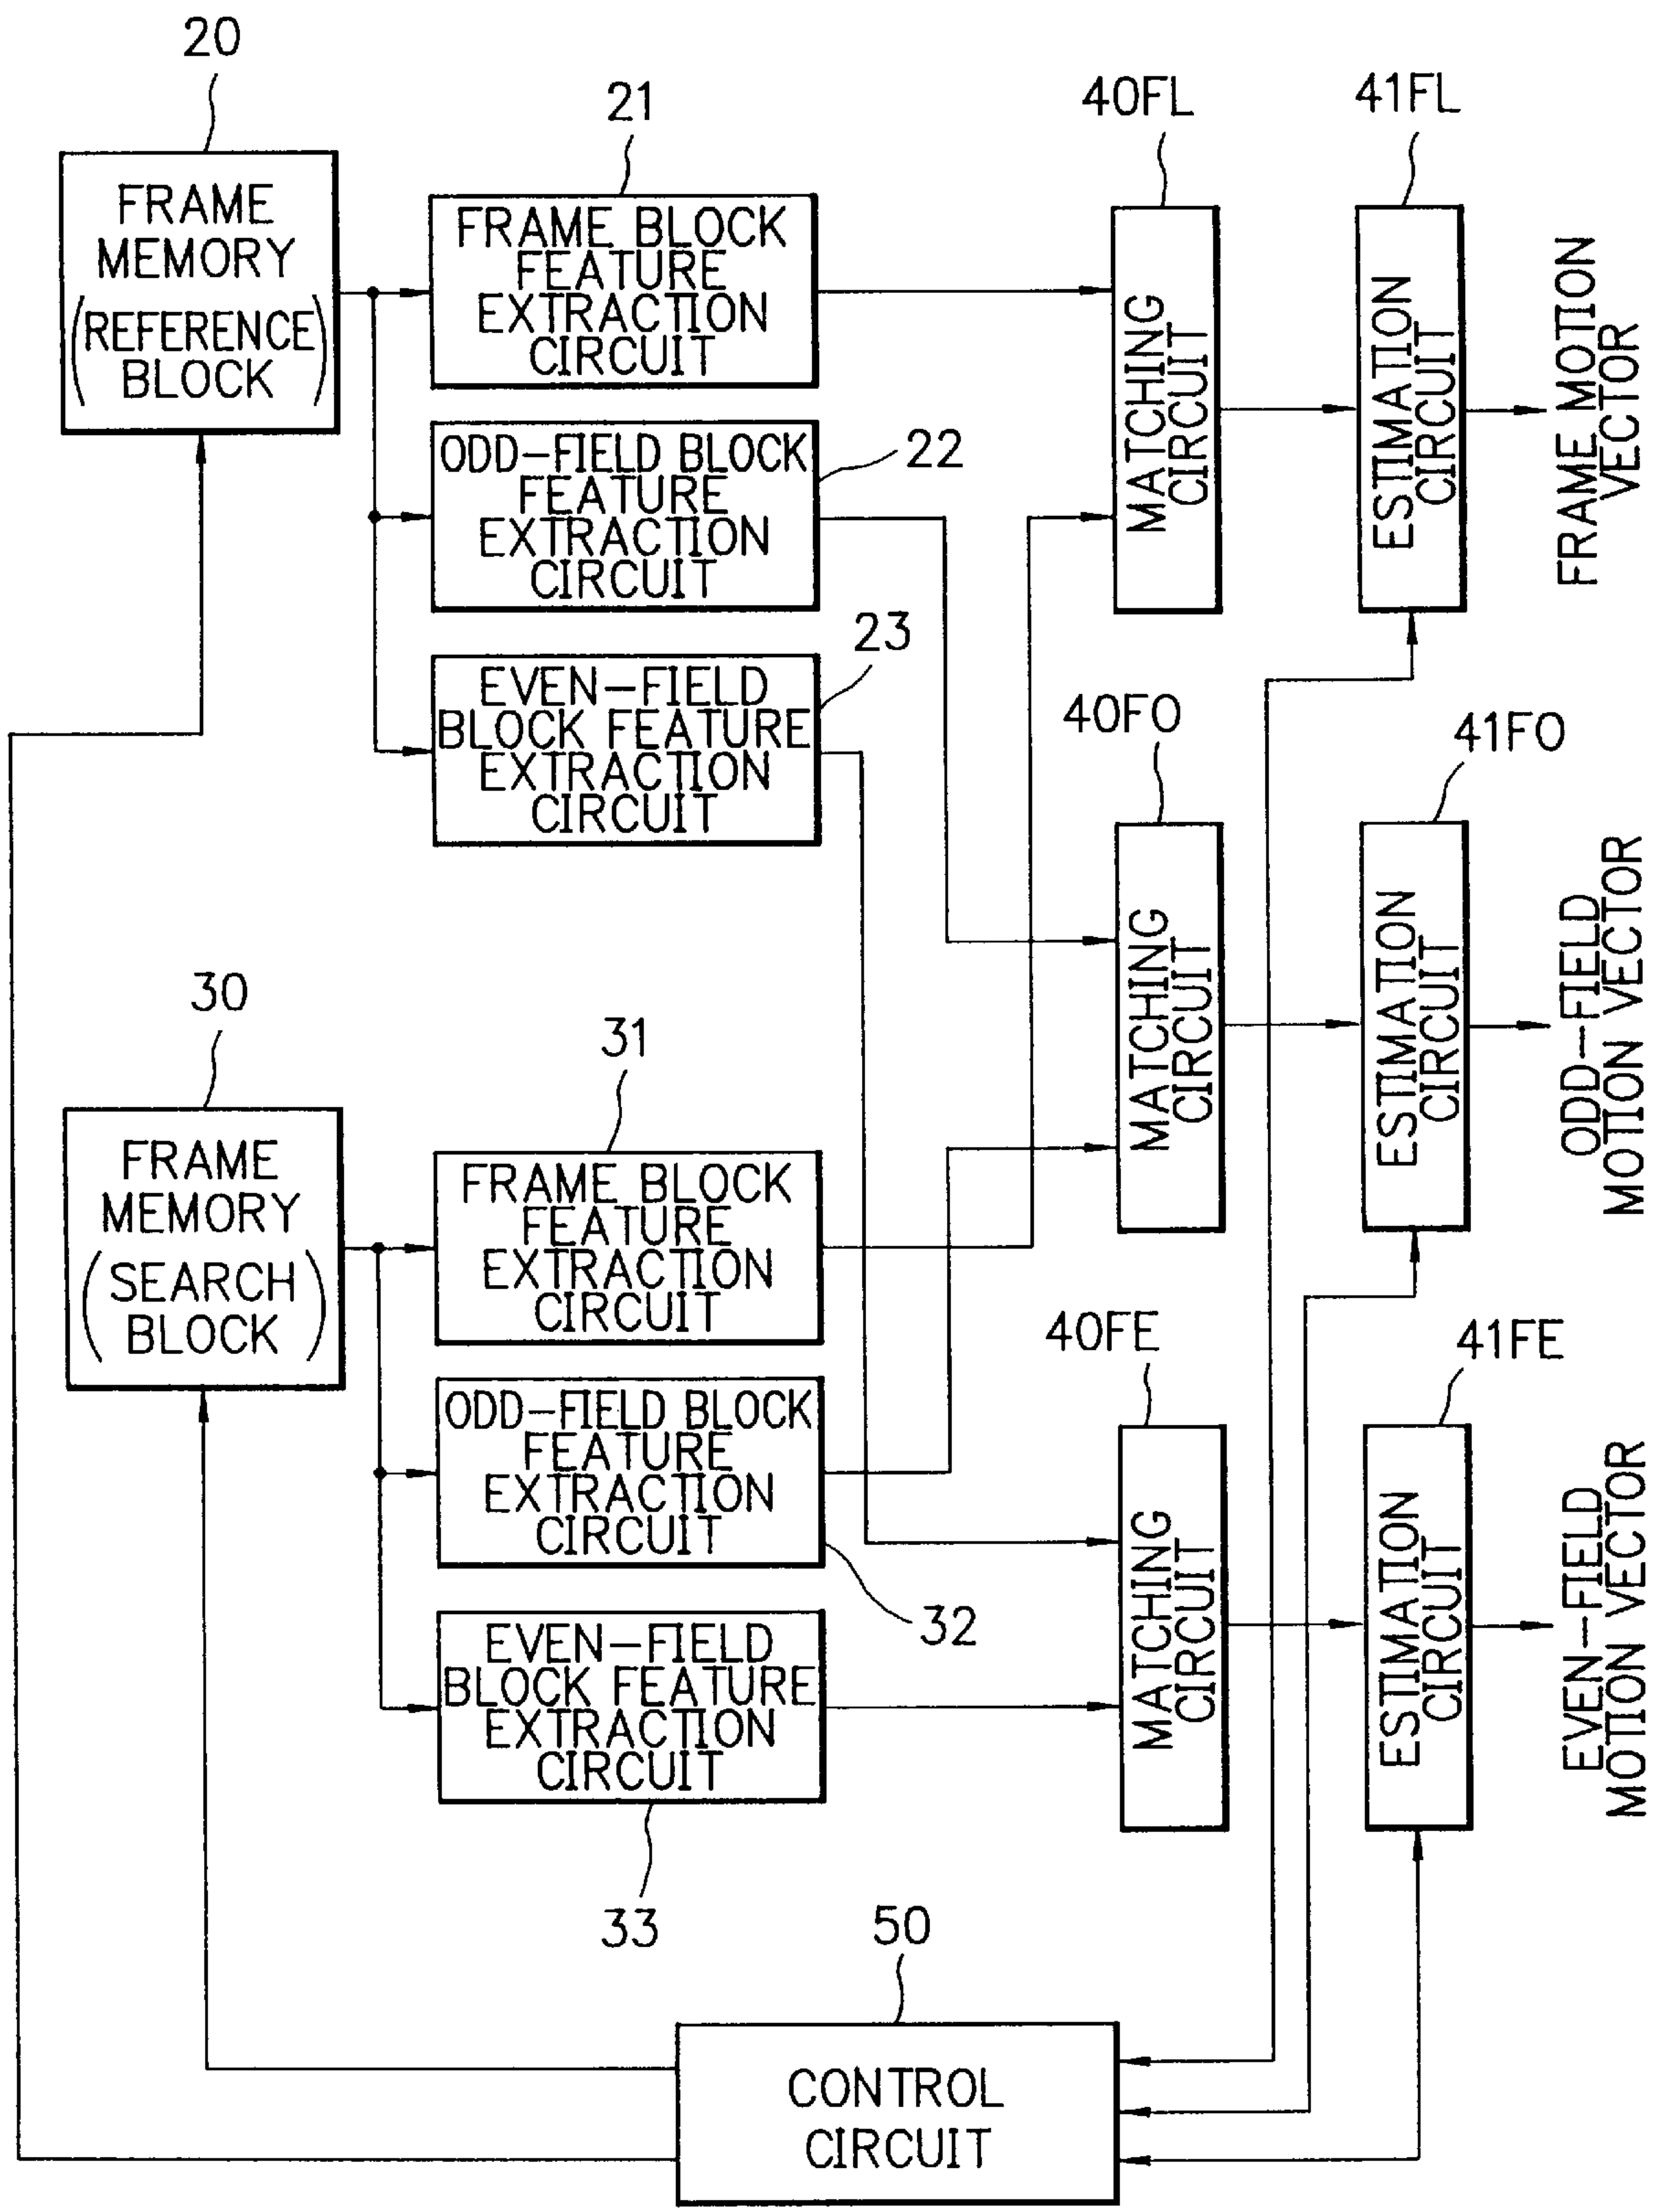 20
FRAME
MEMORY
(REFERENCE
BLOCK)
21
FRAME BLOCK
FEATURE
EXTRACTION
CIRCUIT
ODD-FIELD BLOCK
FEATURE
EXTRACTION
CIRCUIT
22
EVEN-FIELD
BLOCK FEATURE
EXTRACTION
CIRCUIT
23
40FL
MATCHING
CIRCUIT
41FL
ESTIMATION
CIRCUIT
FRAME MOTION
VECTOR
40FO
MATCHING
CIRCUIT
41FO
ESTIMATION
CIRCUIT
ODD-FIELD
MOTION VECTOR
30
FRAME
MEMORY
(SEARCH
BLOCK)
31
FRAME BLOCK
FEATURE
EXTRACTION
CIRCUIT
ODD-FIELD BLOCK
FEATURE
EXTRACTION
CIRCUIT
32
EVEN-FIELD
BLOCK FEATURE
EXTRACTION
CIRCUIT
33
40FE
MATCHING
CIRCUIT
41FE
ESTIMATION
CIRCUIT
EVEN-FIELD
MOTION VECTOR
50
CONTROL
CIRCUIT